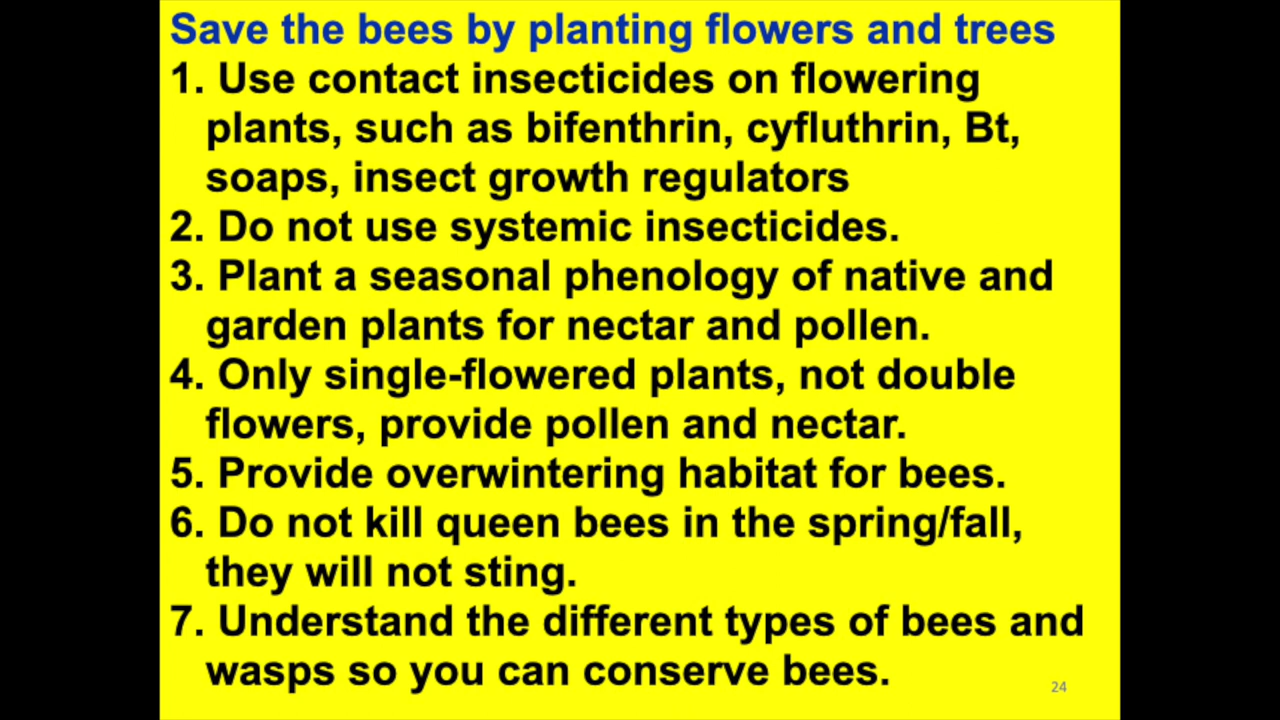 Save the bees by planting flowers and trees
1. Use contact insecticides on flowering
plants, such as bifenthrin, cyfluthrin, Bt,
soaps, insect growth regulators
2. Do not use systemic insecticides.
3. Plant a seasonal phenology of native and
garden plants for nectar and pollen.
4. Only single-flowered plants, not double
flowers, provide pollen and nectar.
5. Provide overwintering habitat for bees.
6. Do not kill queen bees in the spring/fall,
they will not sting.
7. Understand the different types of bees and
wasps so you can conserve bees.
24